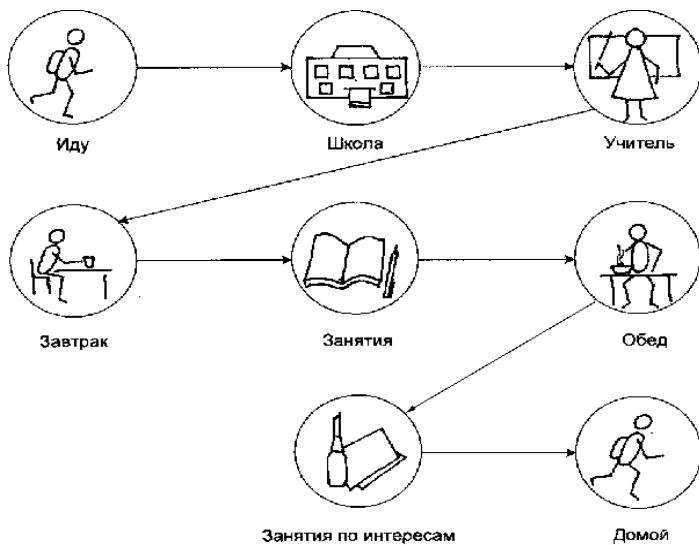 Иду
Школа
Учитель
Завтрак
Занятия
Обед
Занятия по интересам
Домой